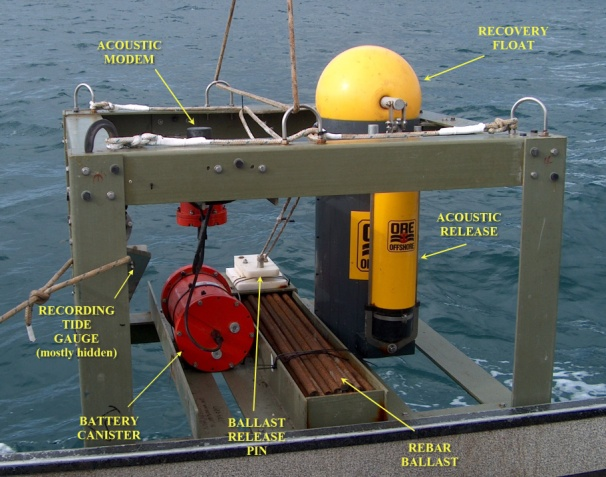 ACOUSTIC
MODEM
RECOVERY
FLOAT
ACOUSTIC
RELEASE
ORE
OFFSHORE
ORE
RECORDING
TIDE
GAUGE
(mostly hidden)
BATTERY
CANISTER
BALLAST
RELEASE
PIN
REBAR
BALLAST